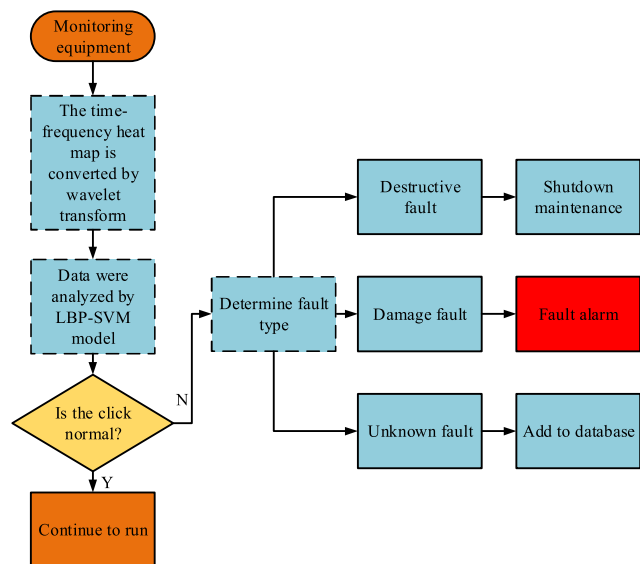 Monitoring
equipment
The time-
frequency heat
map is
converted by
wavelet
transform
Data were
analyzed by
LBP-SVM
model
Is the click
normal?
N
Y
Continue to run
Determine fault
type
Destructive
fault
Shutdown
maintenance
Damage fault
Fault alarm
Unknown fault
Add to database